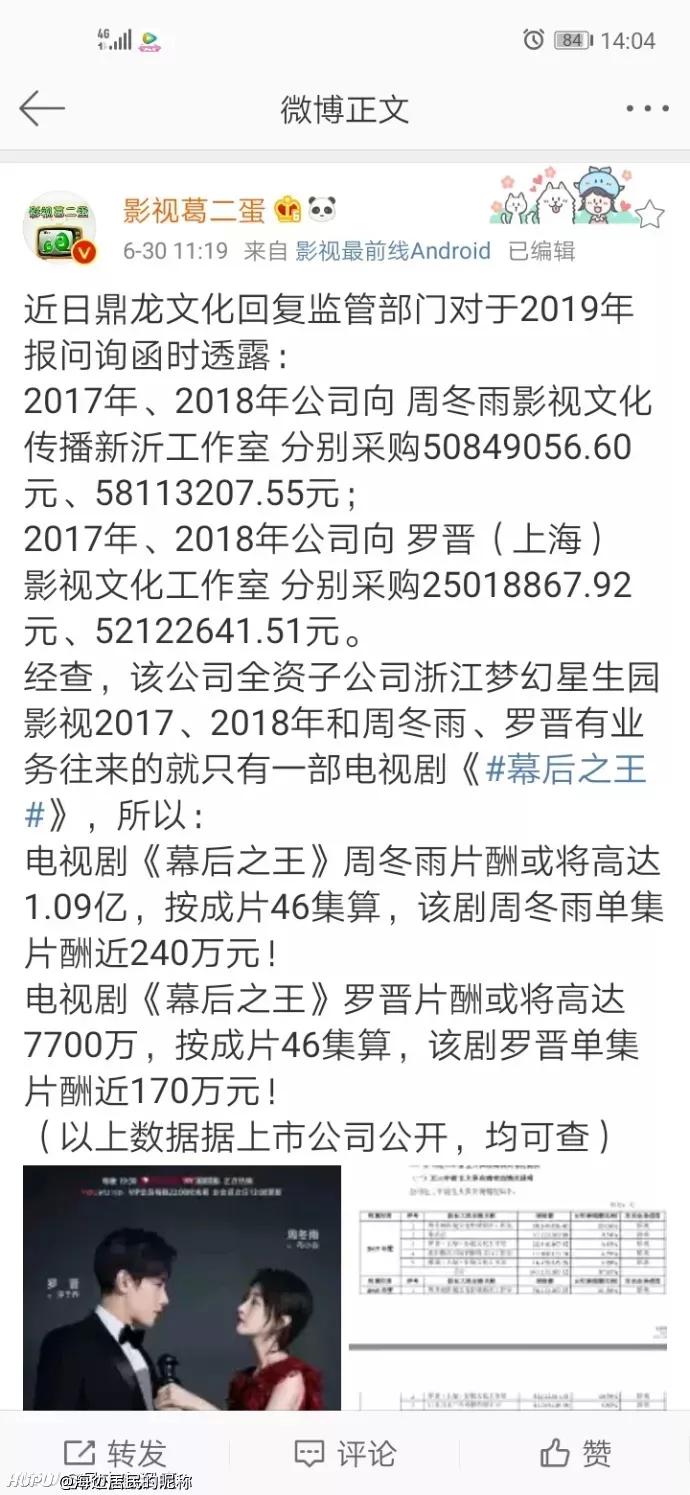 4G
84
14:04
微博正文
影视葛二蛋
影视葛二蛋
6-30 11:19 来自 影视最前线Android 已编辑
近日鼎龙文化回复监管部门对于2019年
报问询函时透露：
2017年、2018年公司向 周冬雨影视文化
传播新沂工作室 分别采购50849056.60
元、58113207.55元；
2017年、2018年公司向 罗晋（上海）
影视文化工作室 分别采购25018867.92
元、52122641.51元。
经查，该公司全资子公司浙江梦幻星生园
影视2017、2018年和周冬雨、罗晋有业
务往来的就只有一部电视剧《#幕后之王
#》，所以：
电视剧《幕后之王》周冬雨片酬或将高达
1.09亿，按成片46集算，该剧周冬雨单集
片酬近240万元！
电视剧《幕后之王》罗晋片酬或将高达
7700万，按成片46集算，该剧罗晋单集
片酬近170万元！
（以上数据据上市公司公开，均可查）
周冬雨
罗晋
转发
评论
赞
HUPU
@海边居民的昵称